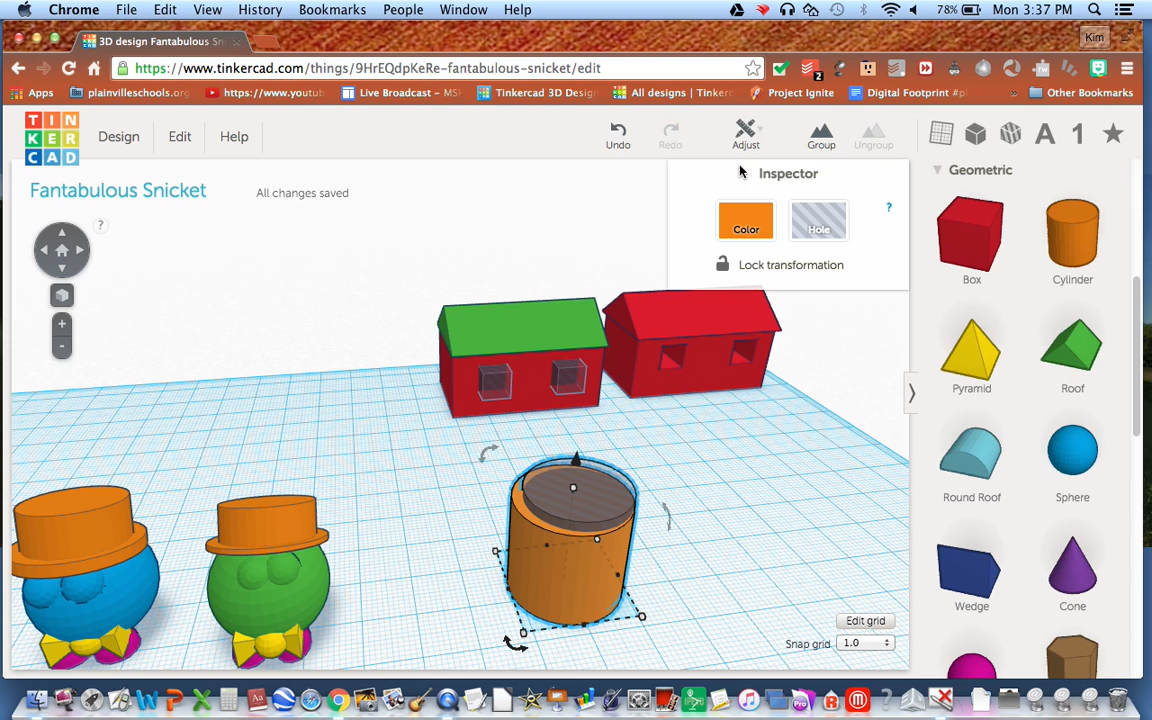 Chrome File Edit View History Bookmarks People Window Help 78% Mon 3:37 PM
3D design Fantabulous Sn Kim
https://www.tinkercad.com/things/9HrEQdpKeRe-fantabulous-snicket/edit 2
Apps plainvilleschools.org https://www.youtub Live Broadcast - MS Tinkercad 3D Desig All designs | Tinker Project Ignite Digital Footprint #p » Other Bookmarks
TIN
KER
CAD
Design Edit Help Undo Redo Adjust Group Ungroup A 1
Fantabulous Snicket All changes saved
?
Inspector
Color Hole ?
Lock transformation
Geometric
Box Cylinder
Pyramid Roof
Round Roof Sphere
Wedge Cone
+
-
Edit grid
Snap grid 1.0